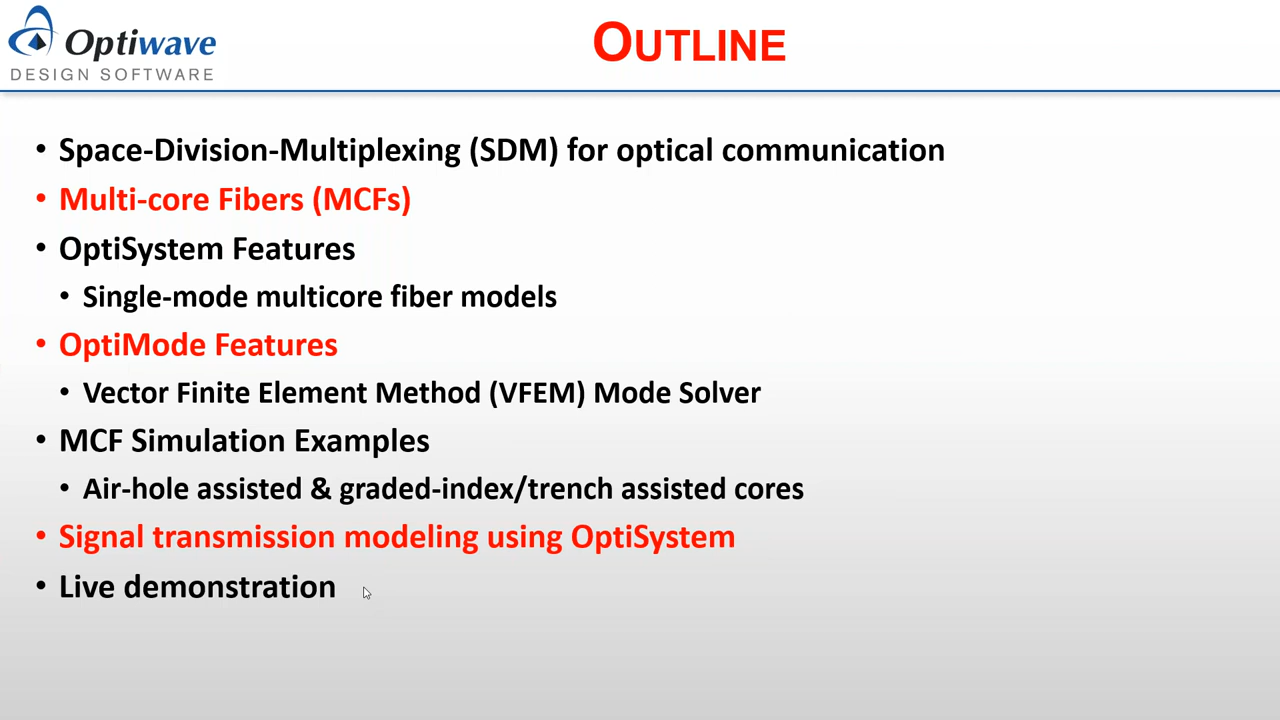 Optiwave
DESIGN SOFTWARE
OUTLINE
• Space-Division-Multiplexing (SDM) for optical communication
• Multi-core Fibers (MCFs)
• OptiSystem Features
• Single-mode multicore fiber models
• OptiMode Features
• Vector Finite Element Method (VFEM) Mode Solver
• MCF Simulation Examples
• Air-hole assisted & graded-index/trench assisted cores
• Signal transmission modeling using OptiSystem
• Live demonstration